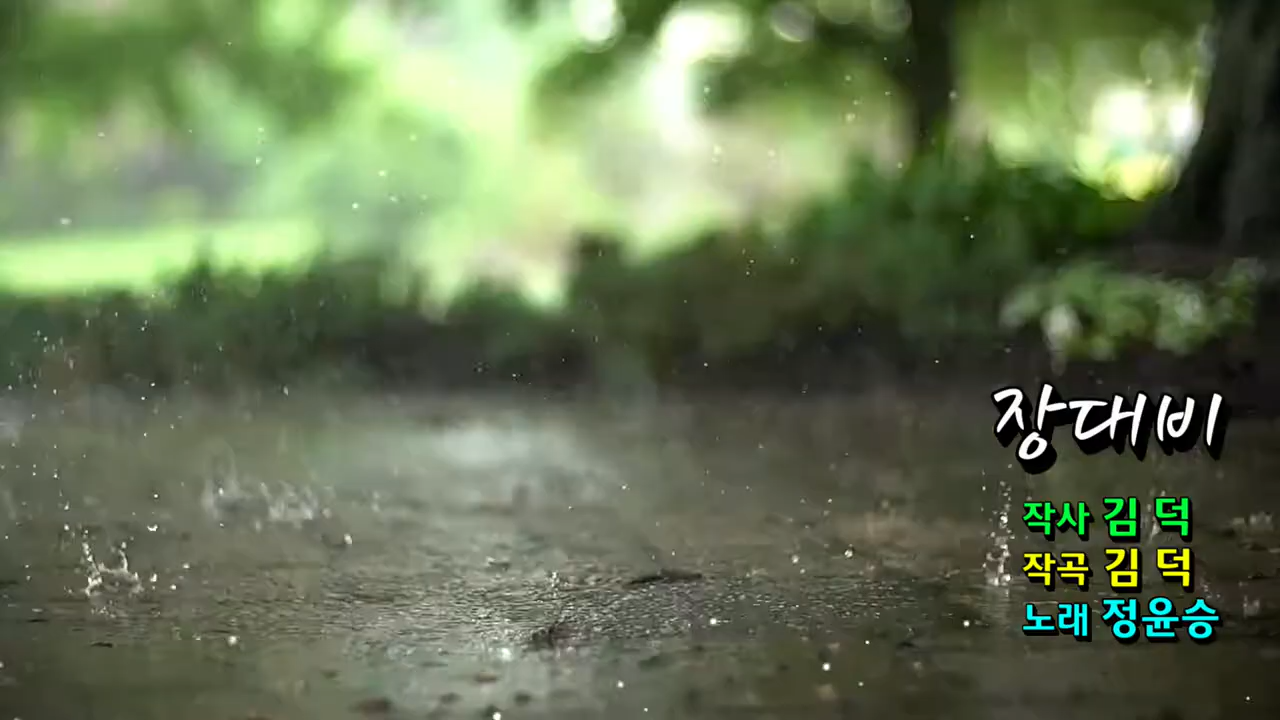 장대비
작사 김 덕
작곡 김 덕
노래 정윤승